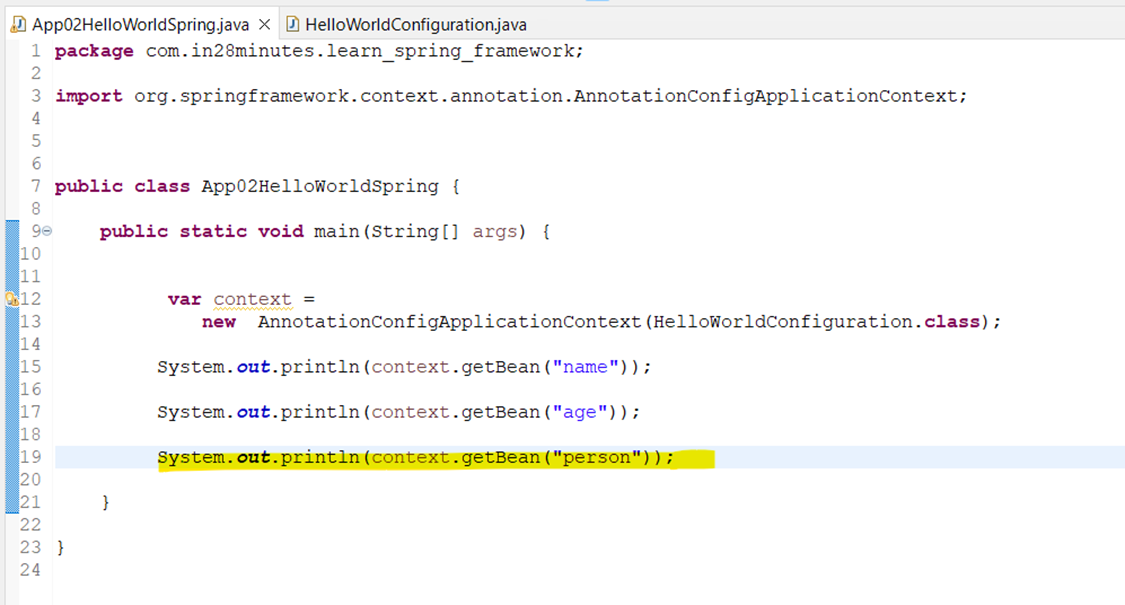 App02HelloWorldSpring.java HelloWorldConfiguration.java
1 package com.in28minutes.learn_spring_framework;
2
3 import org.springframework.context.annotation.AnnotationConfigApplicationContext;
4
5
6
7 public class App02HelloWorldSpring {
8
9 public static void main(String[] args) {
10
11
12 var context =
13 new AnnotationConfigApplicationContext(HelloWorldConfiguration.class);
14
15 System.out.println(context.getBean("name"));
16
17 System.out.println(context.getBean("age"));
18
19 System.out.println(context.getBean("person"));
20
21 }
22
23 }
24